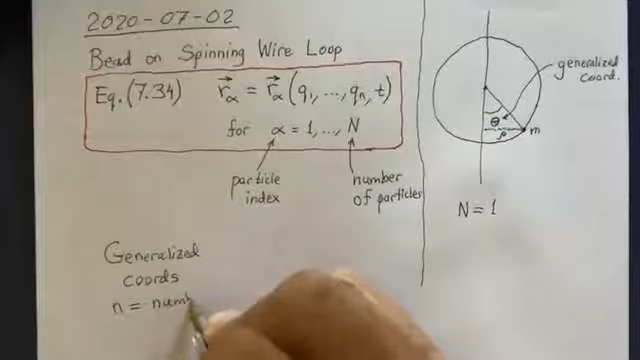 2020-07-02
Bead on Spinning Wire Loop
Eq. (7.34) r⃗α = r⃗α (q₁, ..., qn, t)
for α = 1, ..., N
particle index
number of particles
Generalized
coords
n = numb
generalized
coord.
θ
ρ
m
N = 1